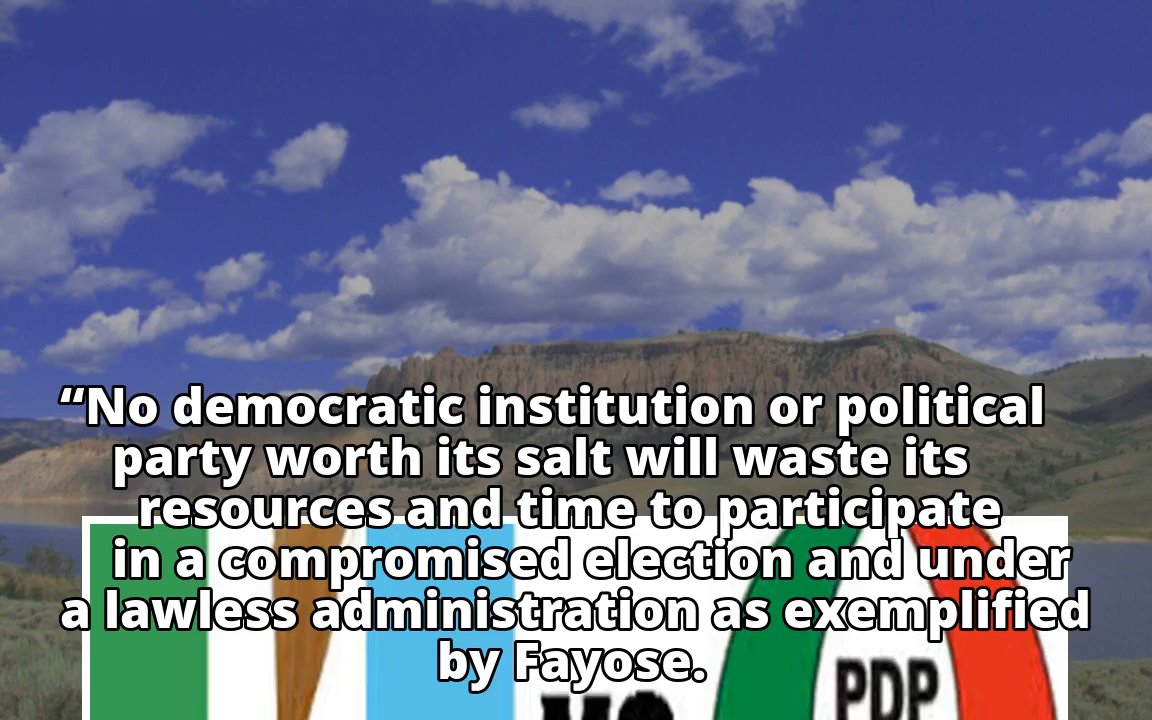 “No democratic institution or political
party worth its salt will waste its
resources and time to participate
in a compromised election and under
a lawless administration as exemplified
by Fayose.
PDP